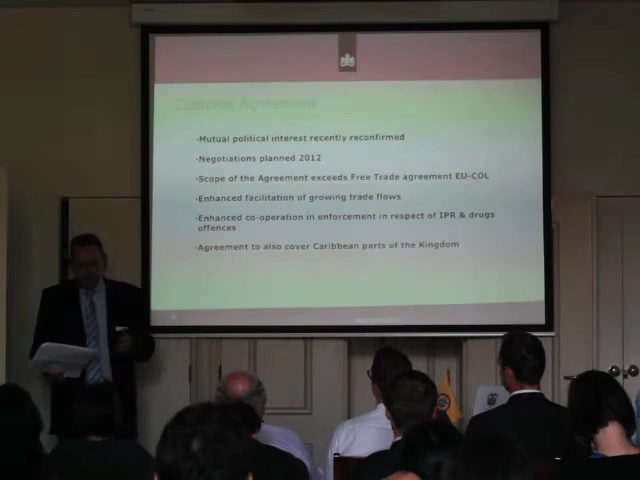 Customs Agreement
-Mutual political interest recently reconfirmed
-Negotiations planned 2012
-Scope of the Agreement exceeds Free Trade agreement EU-COL
-Enhanced facilitation of growing trade flows
-Enhanced co-operation in enforcement in respect of IPR & drugs
offences
-Agreement to also cover Caribbean parts of the Kingdom